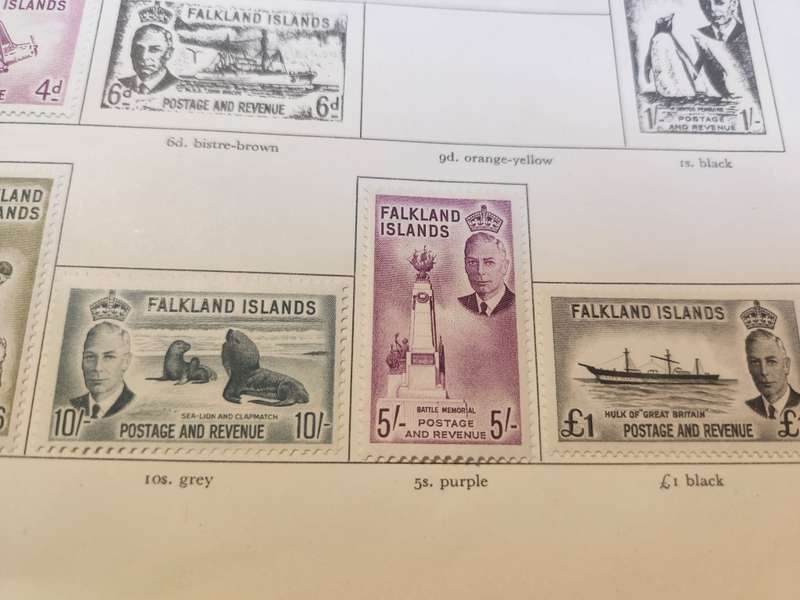 ISLANDS
4d
6d
POSTAGE AND REVENUE
6d
1/-
POSTAGE
AND REVENUE
1/-
6d. bistre-brown
9d. orange-yellow
1s. black
FALKLAND
ISLANDS
FALKLAND ISLANDS
10/-
SEA-LION AND CLAPMATCH
10/-
POSTAGE AND REVENUE
FALKLAND
ISLANDS
BATTLE MEMORIAL
5/-
POSTAGE
AND REVENUE
5/-
FALKLAND ISLANDS
£1
HULK OF "GREAT BRITAIN"
POSTAGE AND REVENUE
10s. grey
5s. purple
£1 black